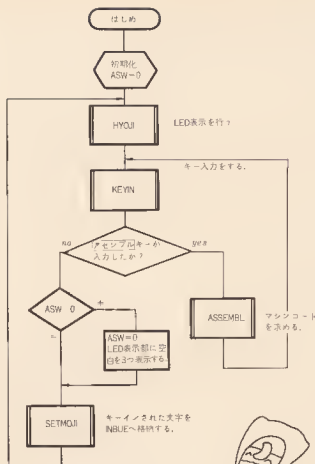 はじめ
初期化
ASW=0
HYOJI
LED表示を行う
キー入力をする.
KEYIN
no
アセンブルキーが
入力したか?
yes
ASW 0
+
=
ASW=0
LED表示部に空
白を3つ表示する.
ASSEMBL
マシンコード
を求める.
SETMOJI
キーインされた文字を
INBUFへ格納する.